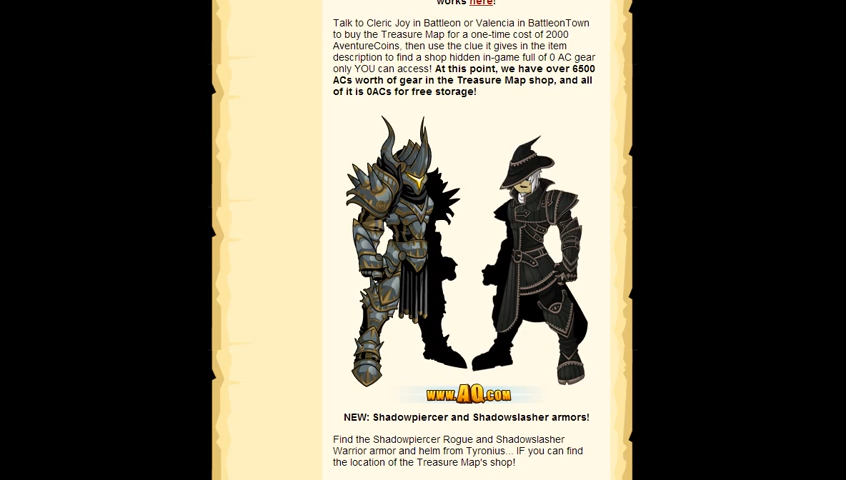 works here!
Talk to Cleric Joy in Battleon or Valencia in BattleonTown
to buy the Treasure Map for a one-time cost of 2000
AventureCoins, then use the clue it gives in the item
description to find a shop hidden in-game full of 0 AC gear
only YOU can access! At this point, we have over 6500
ACs worth of gear in the Treasure Map shop, and all
of it is 0ACs for free storage!
WWW.AQ.COM
NEW: Shadowpiercer and Shadowslasher armors!
Find the Shadowpiercer Rogue and Shadowslasher
Warrior armor and helm from Tyronius... IF you can find
the location of the Treasure Map's shop!